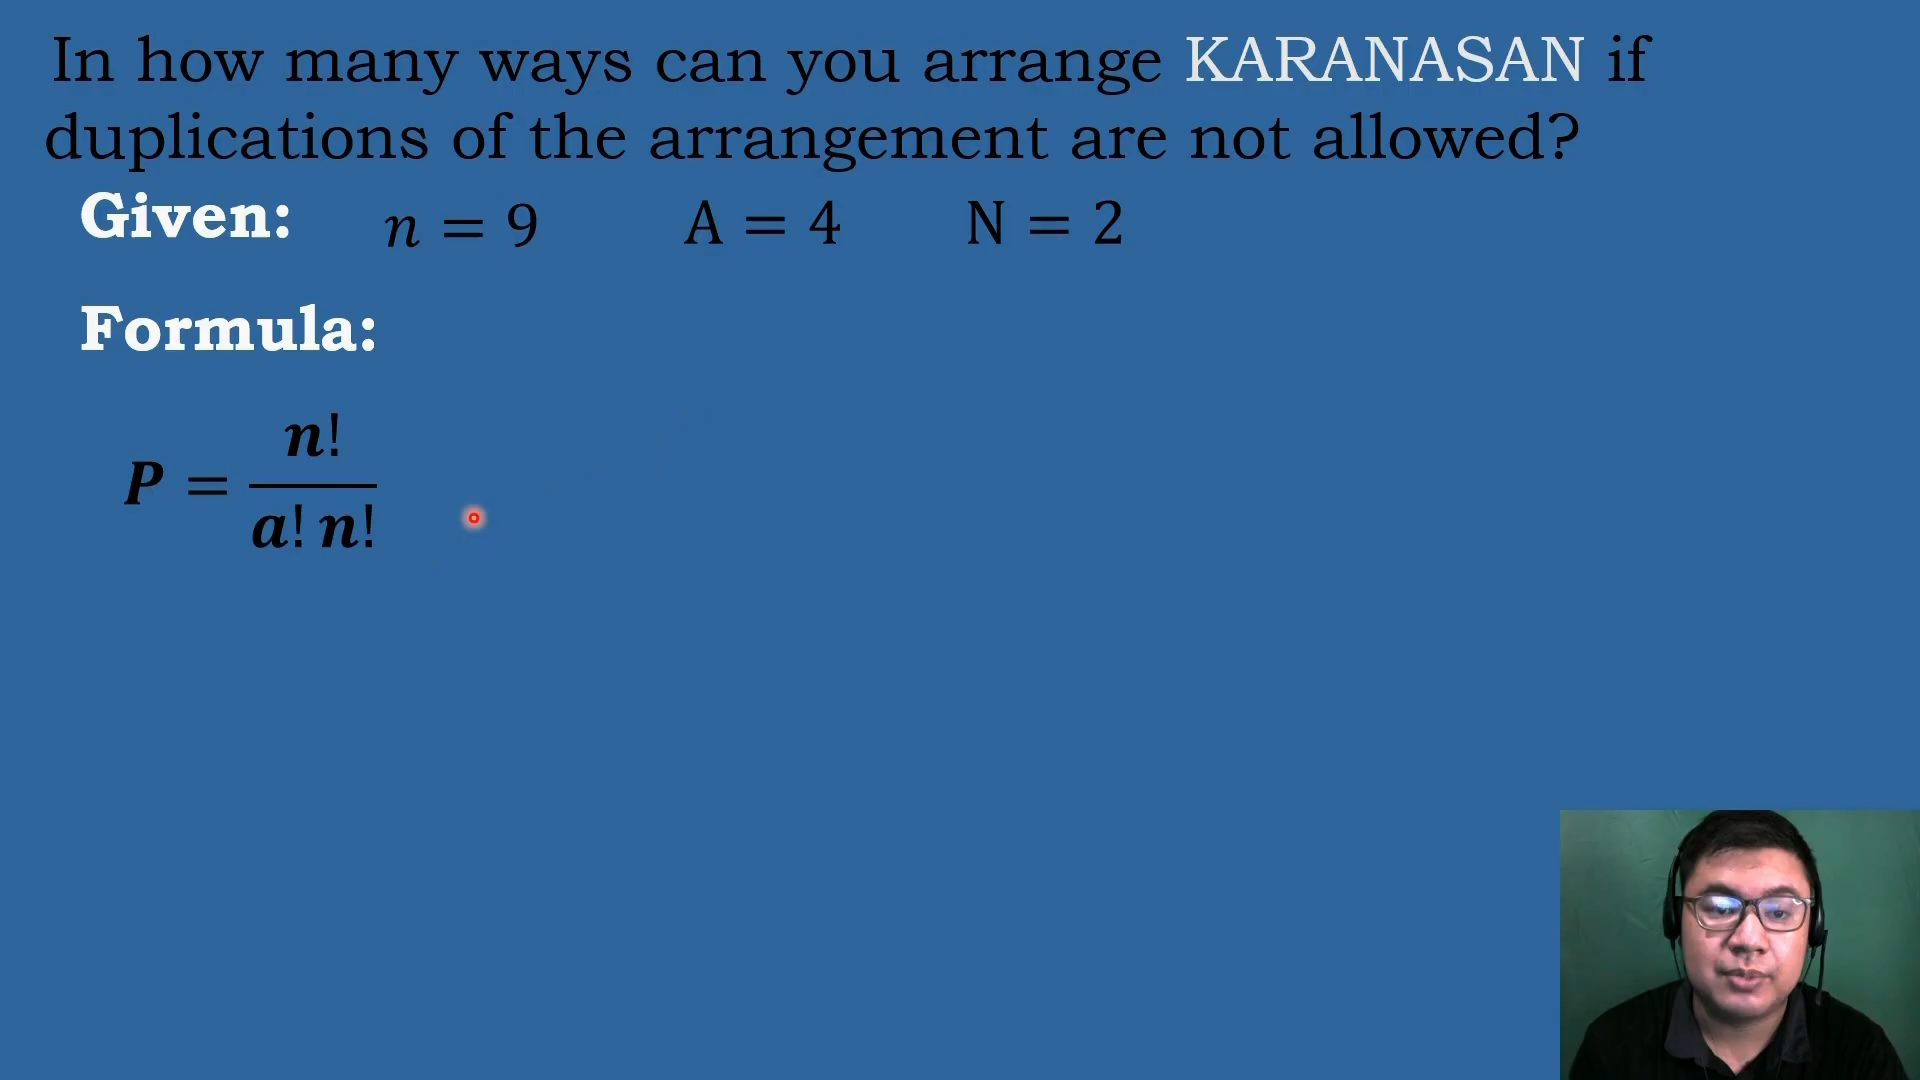 In how many ways can you arrange KARANASAN if
duplications of the arrangement are not allowed?
Given: n = 9 A = 4 N = 2
Formula:
P = n! / a! n!